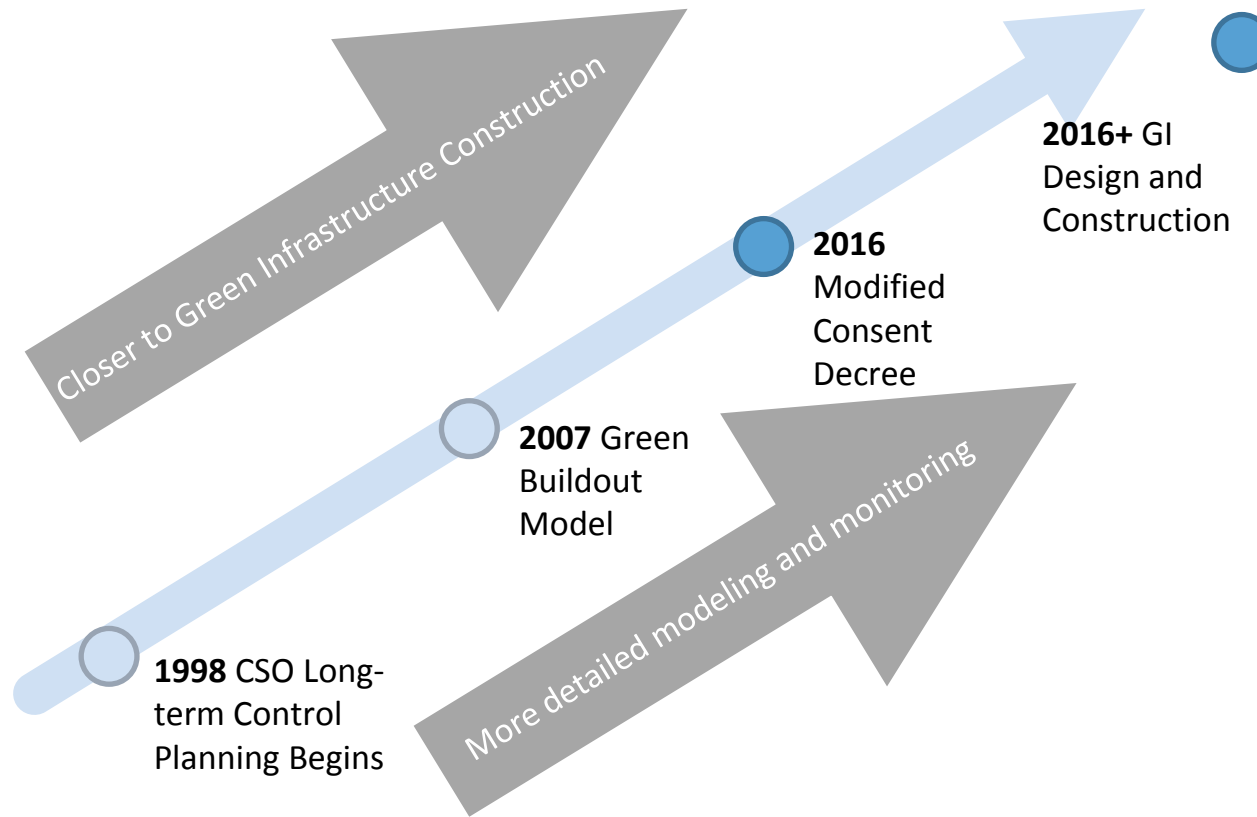 Closer to Green Infrastructure Construction
2016+ GI
Design and
Construction
2016
Modified
Consent
Decree
2007 Green
Buildout
Model
More detailed modeling and monitoring
1998 CSO Long-
term Control
Planning Begins